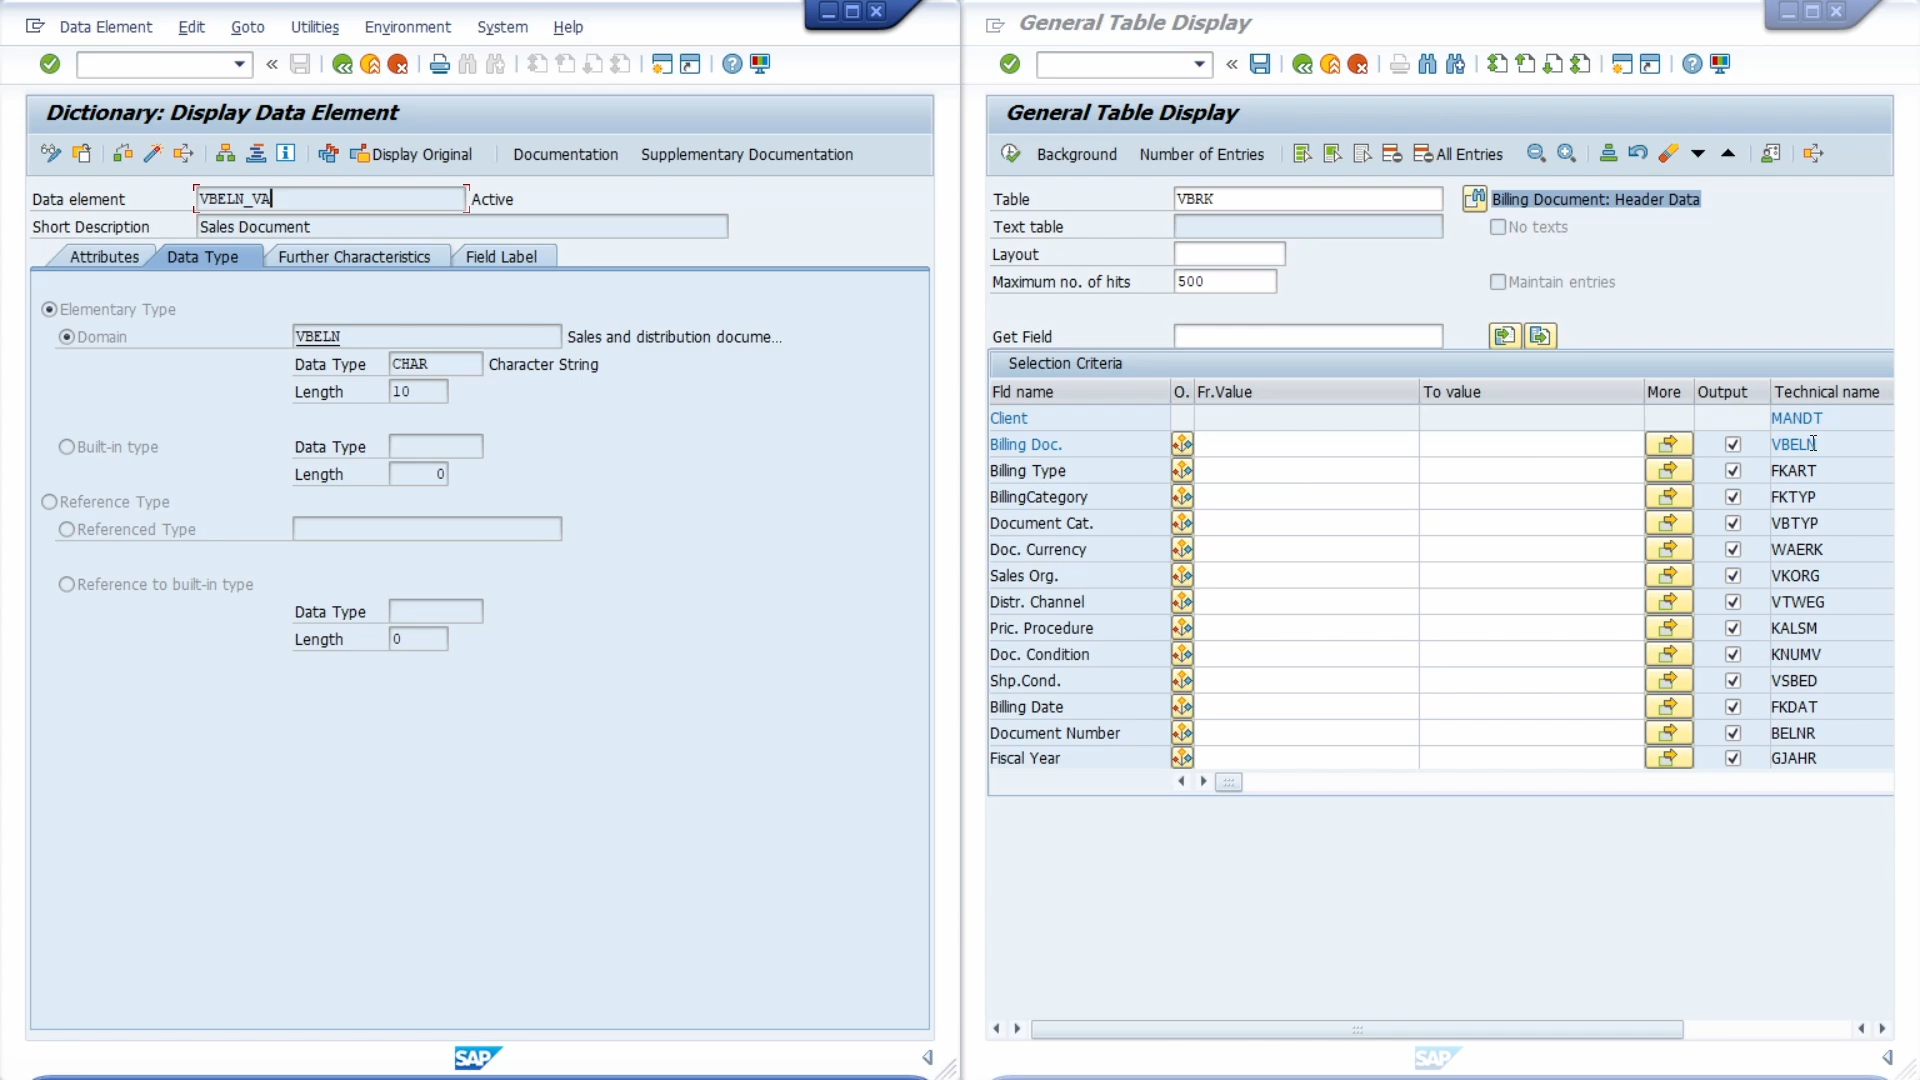 Data Element Edit Goto Utilities Environment System Help
Dictionary: Display Data Element
Display Original Documentation Supplementary Documentation
Data element VBELN_VA Active
Short Description Sales Document
Attributes Data Type Further Characteristics Field Label
Elementary Type
Domain VBELN Sales and distribution docume...
Data Type CHAR Character String
Length 10
Built-in type Data Type
Length 0
Reference Type
Referenced Type
Reference to built-in type
Data Type
Length 0
SAP
General Table Display
General Table Display
Background Number of Entries All Entries
Table VBRK Billing Document: Header Data
Text table No texts
Layout
Maximum no. of hits 500 Maintain entries
Get Field
Selection Criteria
Fld name O. Fr.Value To value More Output Technical name
Client MANDT
Billing Doc. VBELN
Billing Type FKART
BillingCategory FKTYP
Document Cat. VBTYP
Doc. Currency WAERK
Sales Org. VKORG
Distr. Channel VTWEG
Pric. Procedure KALSM
Doc. Condition KNUMV
Shp.Cond. VSBED
Billing Date FKDAT
Document Number BELNR
Fiscal Year GJAHR
SAP